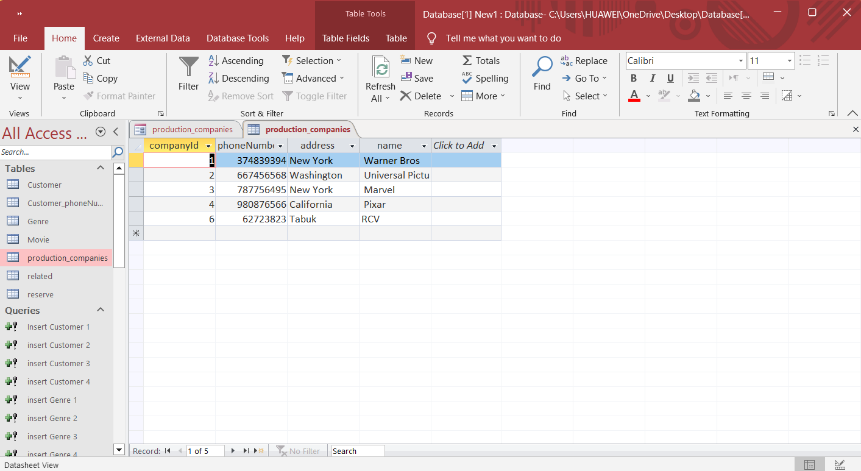 Table Tools
Database[1] New1 : Database- C:\Users\HUAWEI\OneDrive\Desktop\Database[...
File Home Create External Data Database Tools Help Table Fields Table Tell me what you want to do
View
Views
Paste
Cut
Copy
Format Painter
Clipboard
Filter
Ascending
Descending
Remove Sort
Selection
Advanced
Toggle Filter
Sort & Filter
Refresh
All
New
Save
Delete
Totals
Spelling
More
Records
Find
Replace
Go To
Select
Find
Calibri 11
B I U
A
Text Formatting
All Access ...
Search...
Tables
Customer
Customer_phoneNu...
Genre
Movie
production_companies
related
reserve
Queries
Insert Customer 1
insert Customer 2
insert Customer 3
insert Customer 4
insert Genre 1
insert Genre 2
insert Genre 3
insert Genre 4
production_companies production_companies
companyId phoneNumbe address name Click to Add
1 374839394 New York Warner Bros
2 667456568 Washington Universal Pictu
3 787756495 New York Marvel
4 980876566 California Pixar
6 62723823 Tabuk RCV
Record: 1 of 5 No Filter Search
Datasheet View